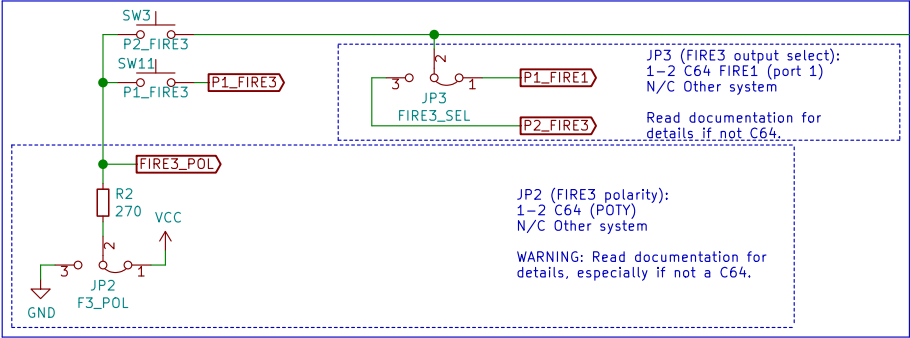 SW3
P2_FIRE3
SW11
P1_FIRE3
P1_FIRE3
2
3
1
JP3
FIRE3_SEL
P1_FIRE1
P2_FIRE3
JP3 (FIRE3 output select):
1-2 C64 FIRE1 (port 1)
N/C Other system
Read documentation for
details if not C64.
FIRE3_POL
R2
270
VCC
2
3
1
JP2
F3_POL
GND
JP2 (FIRE3 polarity):
1-2 C64 (POTY)
N/C Other system
WARNING: Read documentation for
details, especially if not a C64.